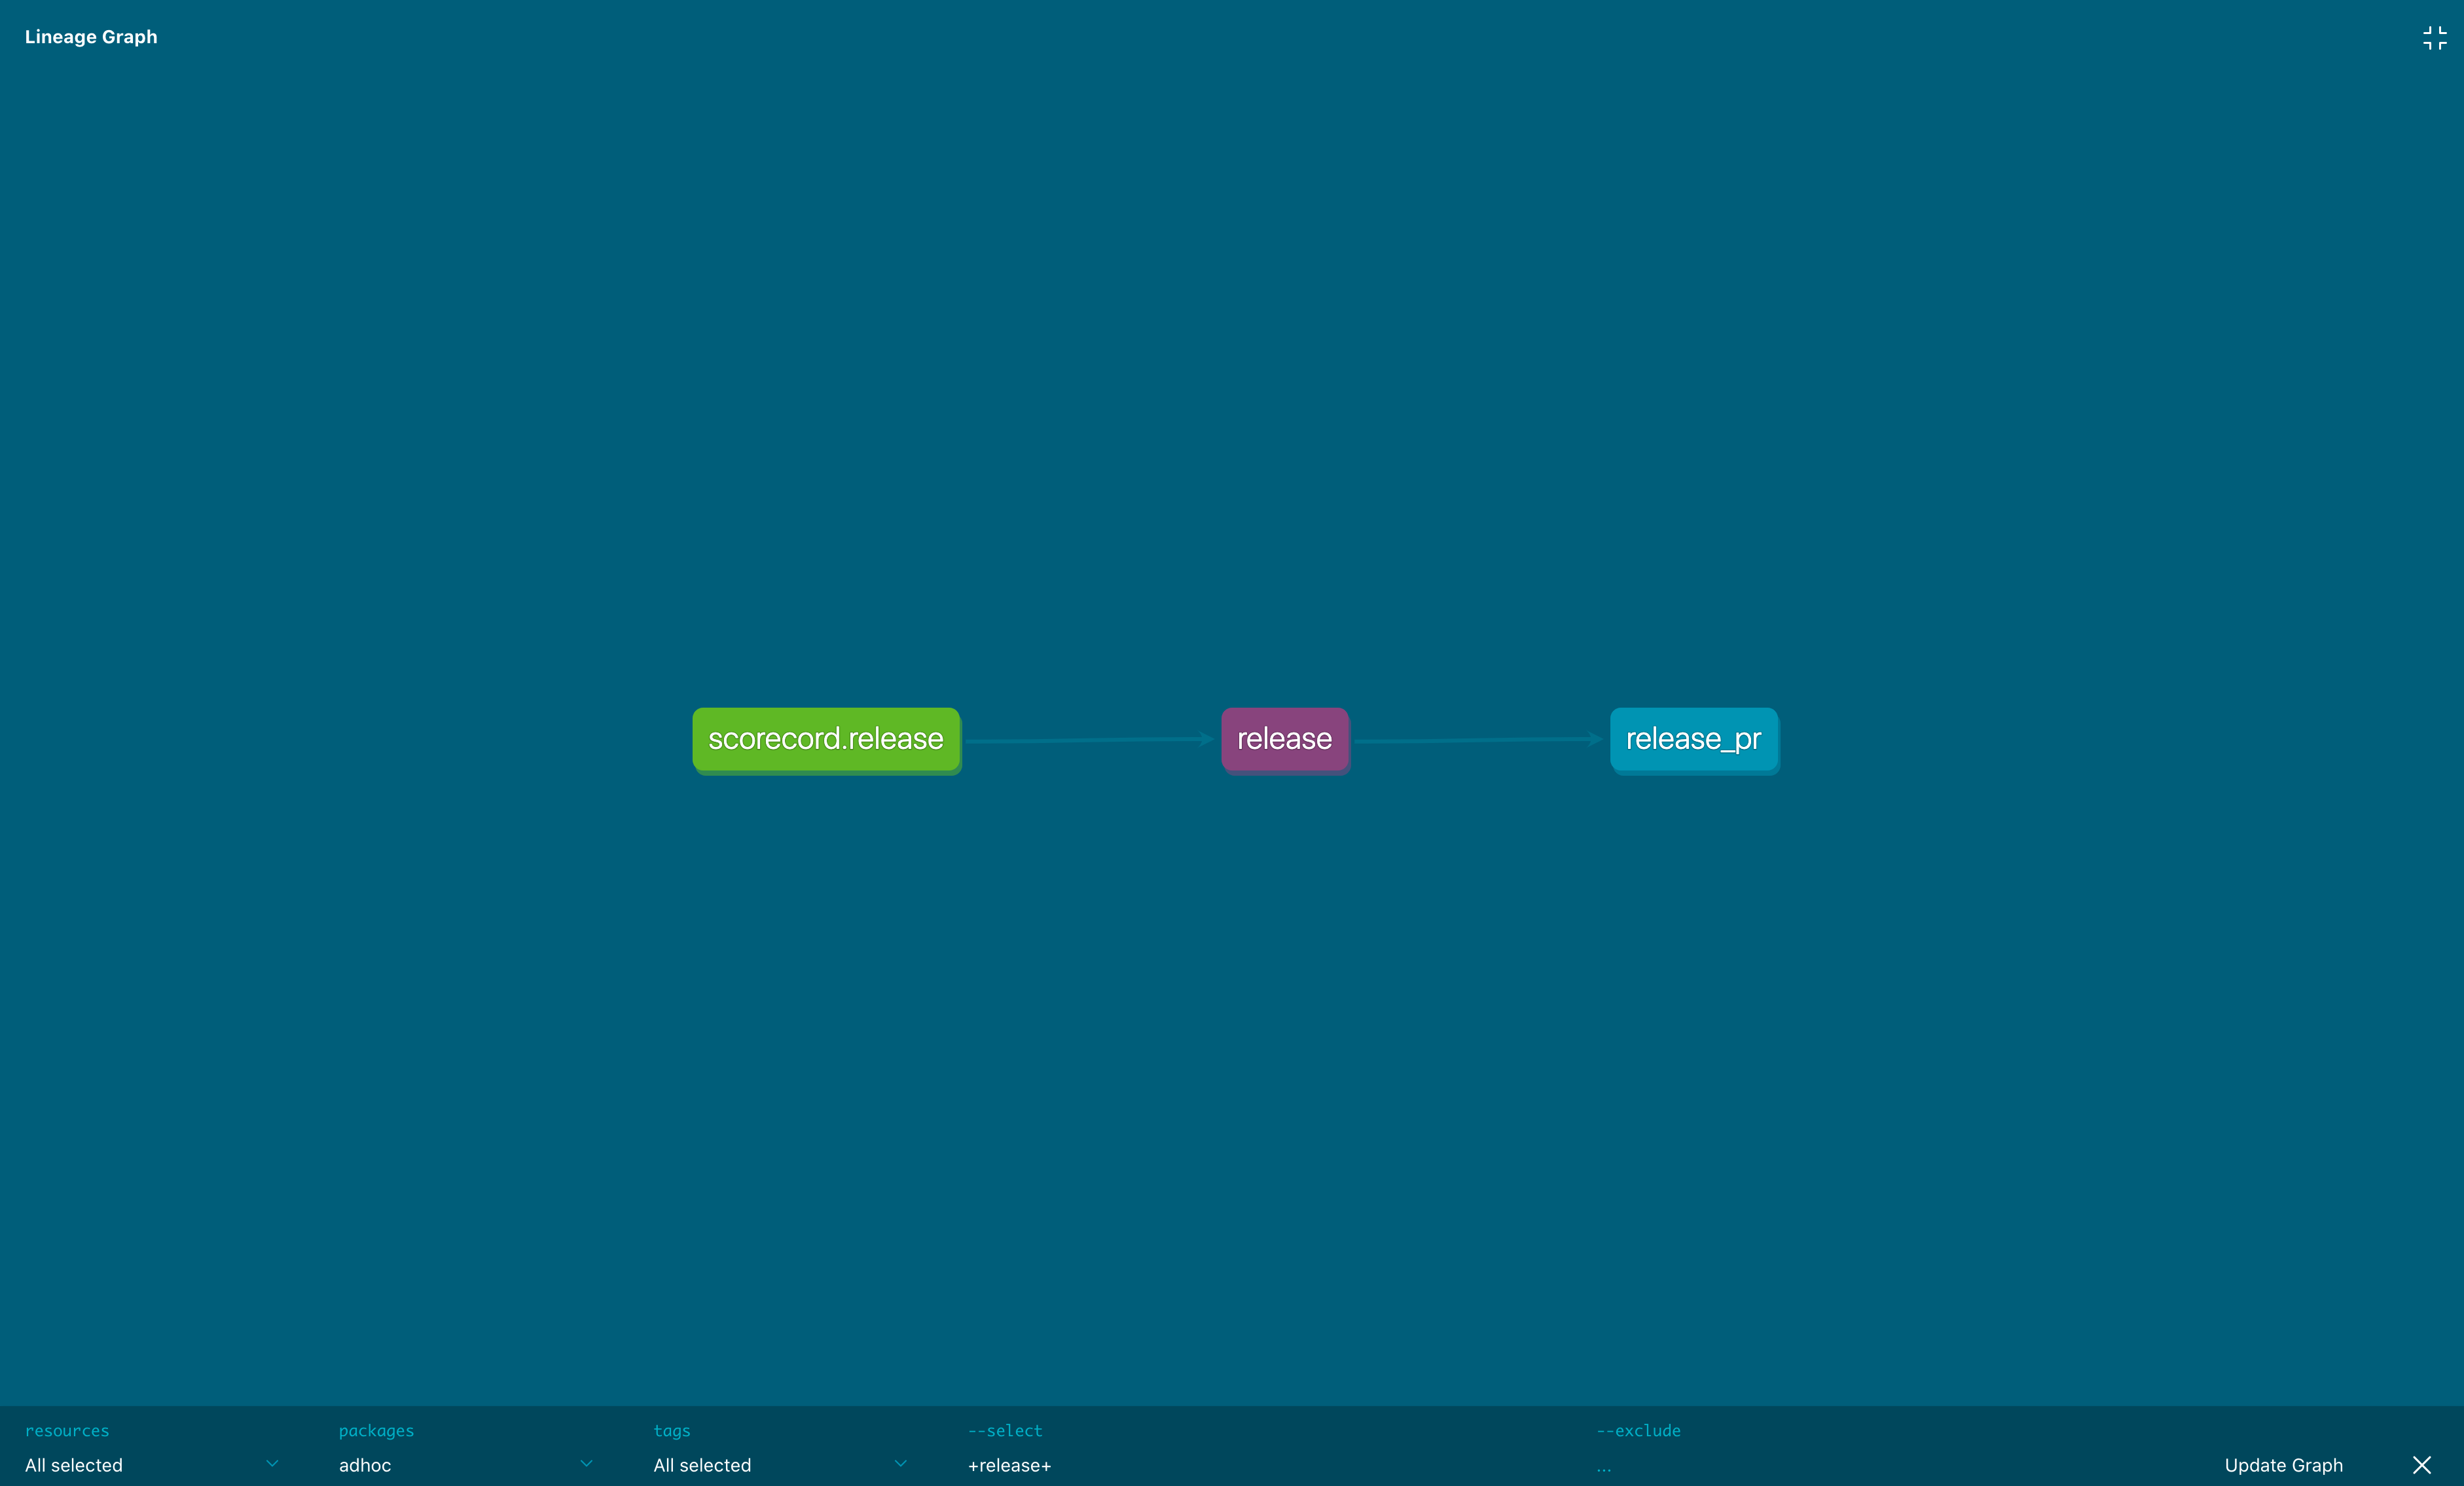 Lineage Graph
scorecord.release
release
release_pr
resources
packages
tags
--select
--exclude
All selected
adhoc
All selected
+release+
...
Update Graph